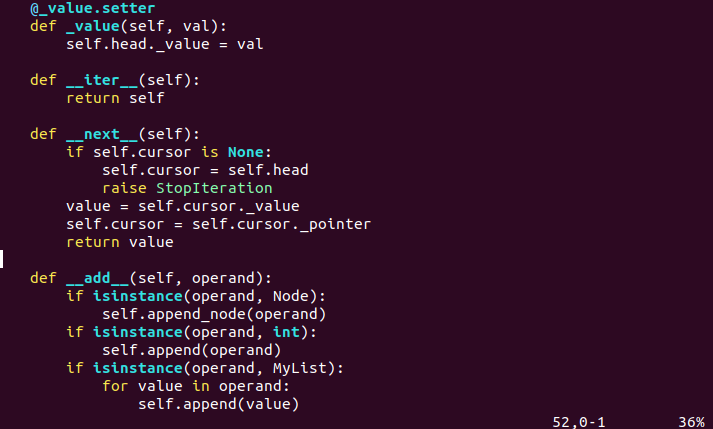 @_value.setter
    def _value(self, val):
        self.head._value = val

    def __iter__(self):
        return self

    def __next__(self):
        if self.cursor is None:
            self.cursor = self.head
            raise StopIteration
        value = self.cursor._value
        self.cursor = self.cursor._pointer
        return value

    def __add__(self, operand):
        if isinstance(operand, Node):
            self.append_node(operand)
        if isinstance(operand, int):
            self.append(operand)
        if isinstance(operand, MyList):
            for value in operand:
                self.append(value)
52,0-1 36%